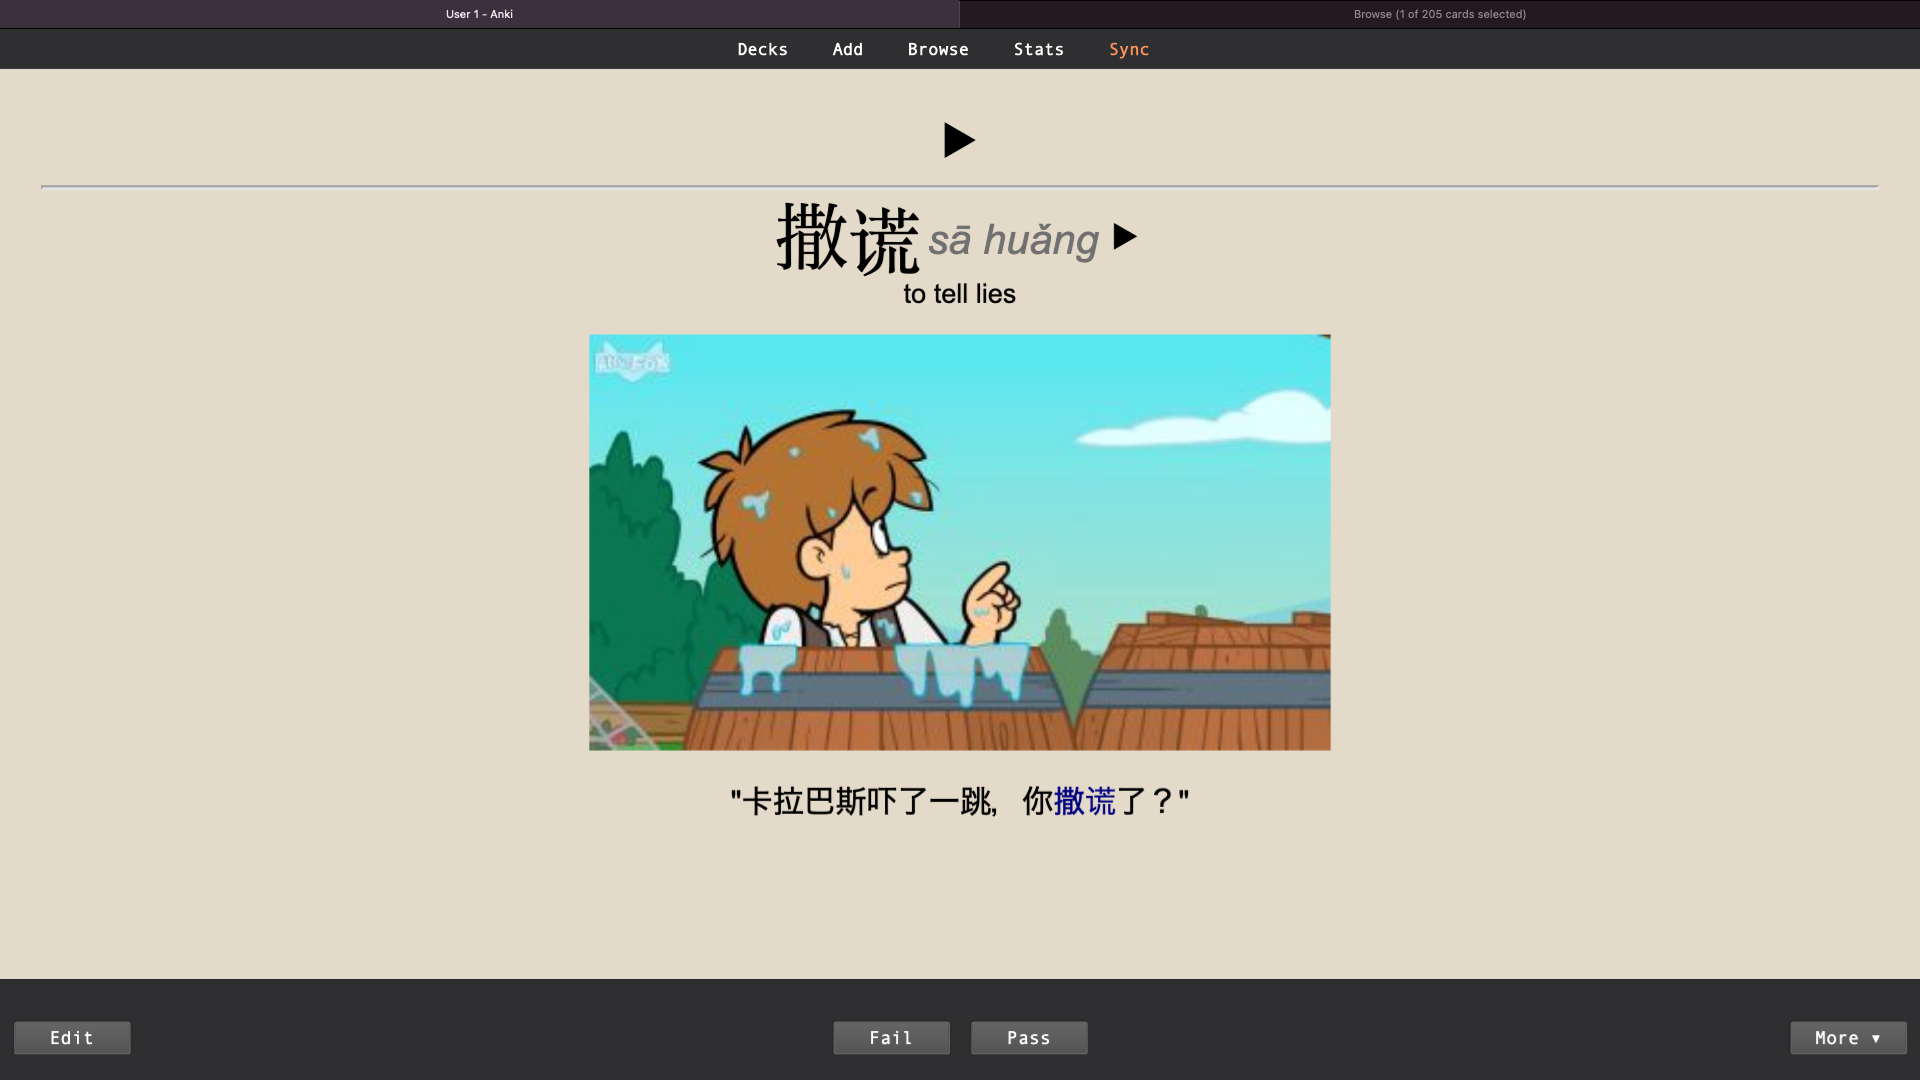 User 1 - Anki
Browse (1 of 205 cards selected)
Decks Add Browse Stats Sync
撒谎 sā huǎng
to tell lies
"卡拉巴斯吓了一跳，你撒谎了？"
Edit Fail Pass More ▾